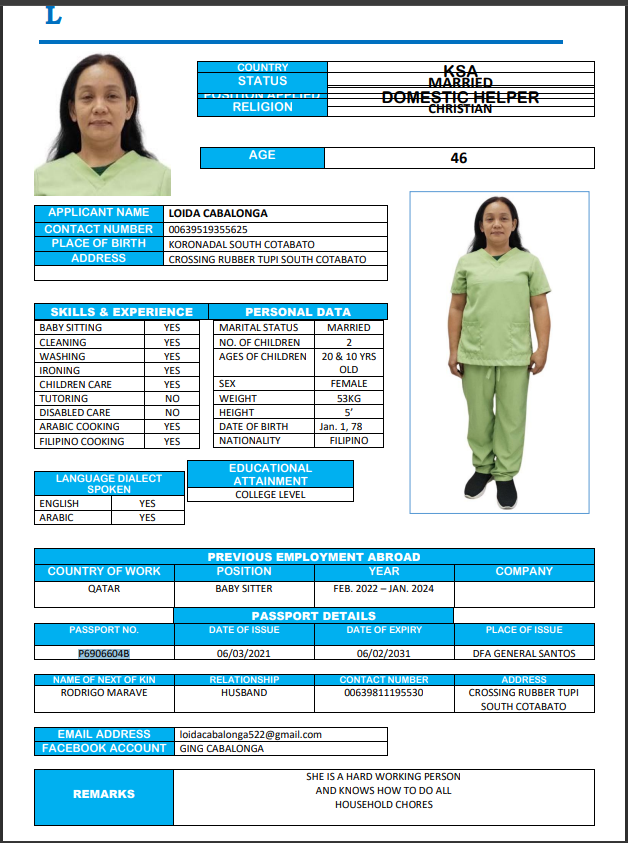 L
COUNTRY KSA
STATUS MARRIED
POSITION APPLIED DOMESTIC HELPER
RELIGION CHRISTIAN
AGE 46
APPLICANT NAME LOIDA CABALONGA
CONTACT NUMBER 00639519355625
PLACE OF BIRTH KORONADAL SOUTH COTABATO
ADDRESS CROSSING RUBBER TUPI SOUTH COTABATO
SKILLS & EXPERIENCE PERSONAL DATA
BABY SITTING YES MARITAL STATUS MARRIED
CLEANING YES NO. OF CHILDREN 2
WASHING YES AGES OF CHILDREN 20 & 10 YRS
IRONING YES OLD
CHILDREN CARE YES SEX FEMALE
TUTORING NO WEIGHT 53KG
DISABLED CARE NO HEIGHT 5’
ARABIC COOKING YES DATE OF BIRTH Jan. 1, 78
FILIPINO COOKING YES NATIONALITY FILIPINO
LANGUAGE DIALECT
SPOKEN
ENGLISH YES
ARABIC YES
EDUCATIONAL
ATTAINMENT
COLLEGE LEVEL
PREVIOUS EMPLOYMENT ABROAD
COUNTRY OF WORK POSITION YEAR COMPANY
QATAR BABY SITTER FEB. 2022 – JAN. 2024
PASSPORT DETAILS
PASSPORT NO. DATE OF ISSUE DATE OF EXPIRY PLACE OF ISSUE
P6906604B 06/03/2021 06/02/2031 DFA GENERAL SANTOS
NAME OF NEXT OF KIN RELATIONSHIP CONTACT NUMBER ADDRESS
RODRIGO MARAVE HUSBAND 00639811195530 CROSSING RUBBER TUPI
SOUTH COTABATO
EMAIL ADDRESS loidacabalonga522@gmail.com
FACEBOOK ACCOUNT GING CABALONGA
REMARKS
SHE IS A HARD WORKING PERSON
AND KNOWS HOW TO DO ALL
HOUSEHOLD CHORES